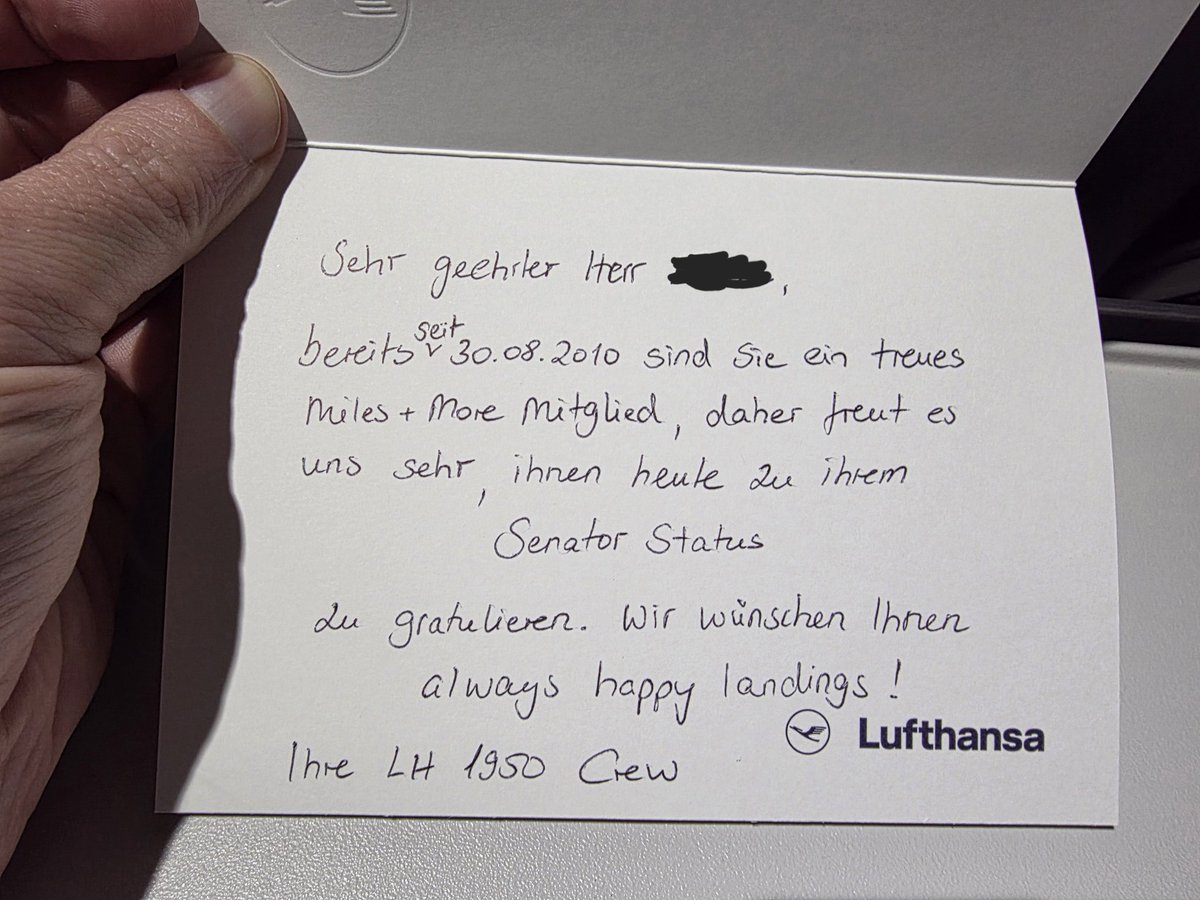 Sehr geehrter Herr ,
bereits seit 30.08.2010 sind Sie ein treues
Miles + More Mitglied, daher freut es
uns sehr, ihnen heute zu ihrem
Senator Status
zu gratulieren. Wir wünschen Ihnen
always happy landings!
Lufthansa
Ihre LH 1950 Crew